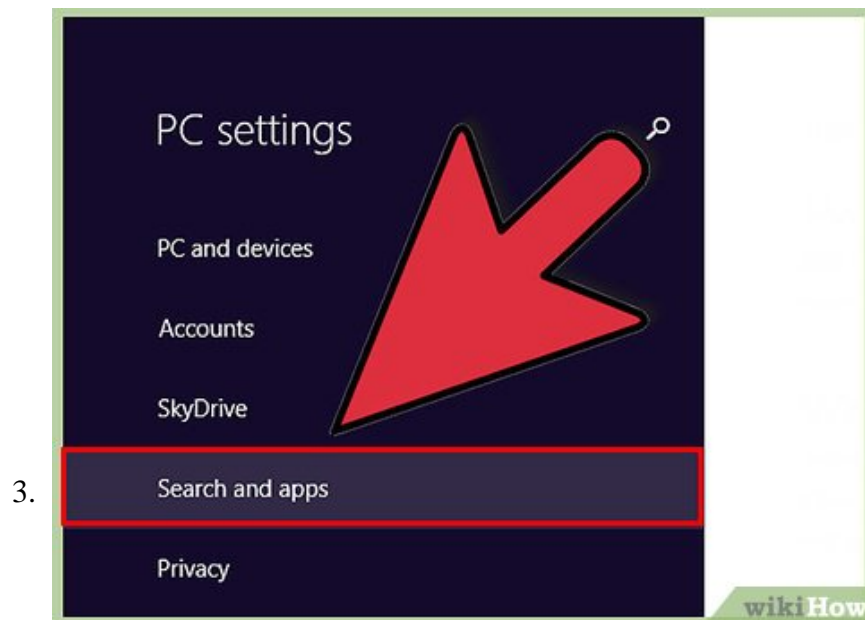 PC settings
PC and devices
Accounts
SkyDrive
3.
Search and apps
Privacy
wikiHow